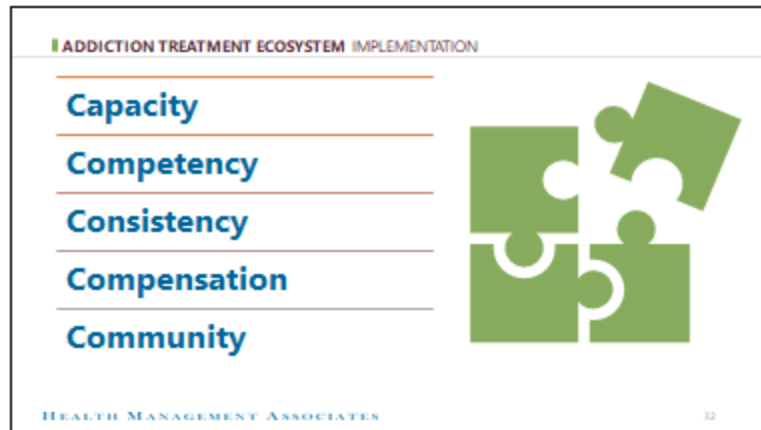 ADDICTION TREATMENT ECOSYSTEM IMPLEMENTATION
Capacity
Competency
Consistency
Compensation
Community
HEALTH MANAGEMENT ASSOCIATES
32